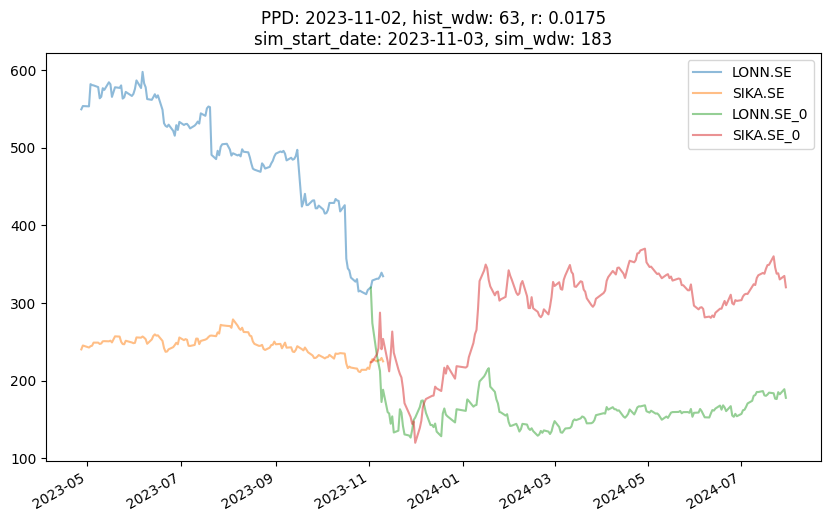 PPD: 2023-11-02, hist_wdw: 63, r: 0.0175
sim_start_date: 2023-11-03, sim_wdw: 183
LONN.SE
SIKA.SE
LONN.SE_0
SIKA.SE_0
600
500
400
300
200
100
2023-05
2023-07
2023-09
2023-11
2024-01
2024-03
2024-05
2024-07